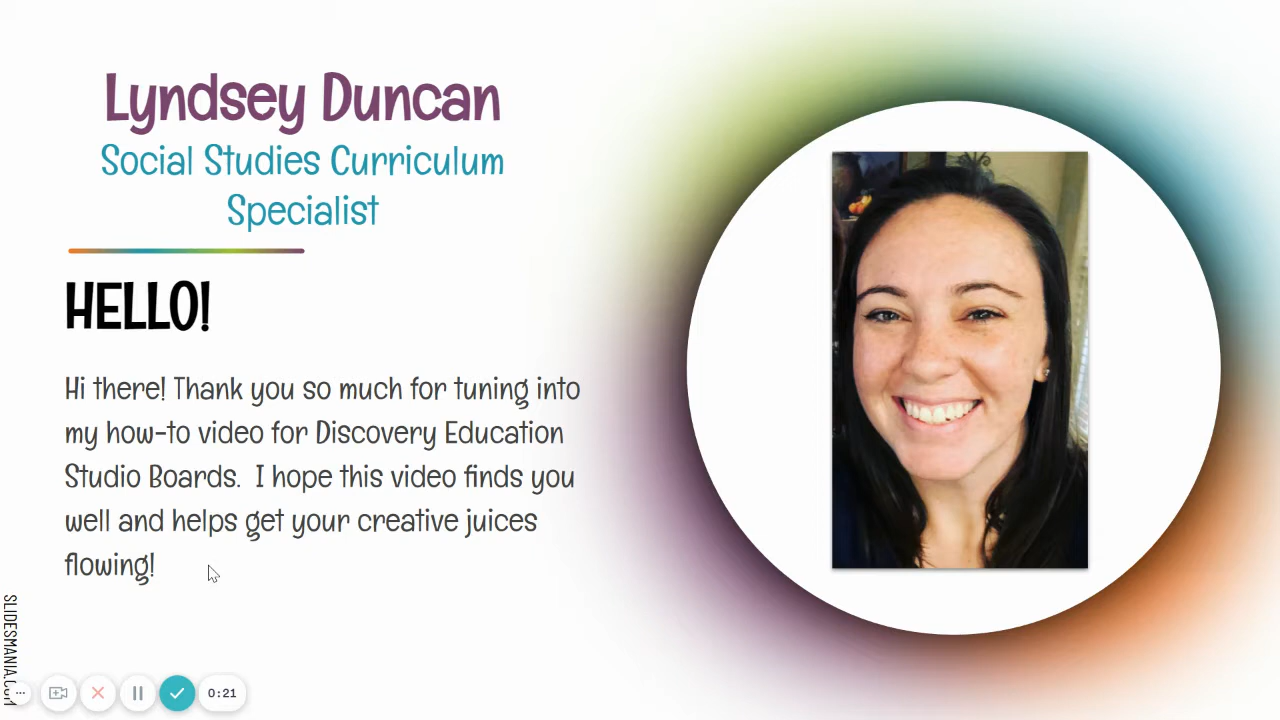 Lyndsey Duncan
Social Studies Curriculum
Specialist
HELLO!
Hi there! Thank you so much for tuning into
my how-to video for Discovery Education
Studio Boards.  I hope this video finds you
well and helps get your creative juices
flowing!
SLIDESMANIA.COM
0:21